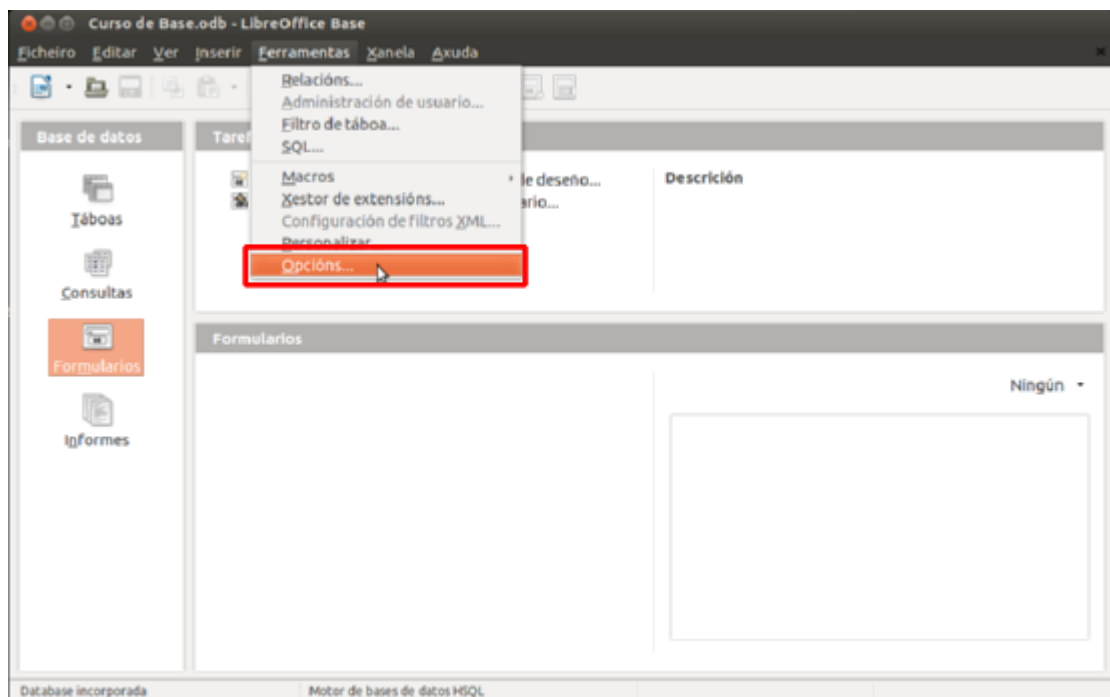 Curso de Base.odb - LibreOffice Base
Ficheiro Editar Ver Inserir Ferramentas Xanela Axuda
Relacións...
Administración de usuario...
Filtro de táboa...
SQL...
Macros
Xestor de extensións...
Configuración de filtros XML...
Personalizar
Opcións...
Base de datos
Táboas
Consultas
Formularios
Informes
Taref
de deseño...
ario...
Descrición
Formularios
Ningún
Database incorporada
Motor de bases de datos HSQL